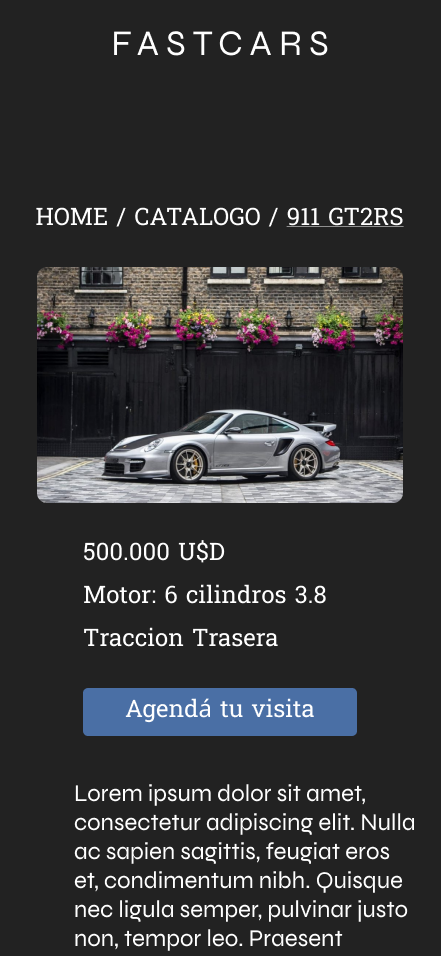 FASTCARS
HOME / CATALOGO / 911 GT2RS
500.000 U$D
Motor: 6 cilindros 3.8
Traccion Trasera
Agendá tu visita
Lorem ipsum dolor sit amet,
consectetur adipiscing elit. Nulla
ac sapien sagittis, feugiat eros
et, condimentum nibh. Quisque
nec ligula semper, pulvinar justo
non, tempor leo. Praesent